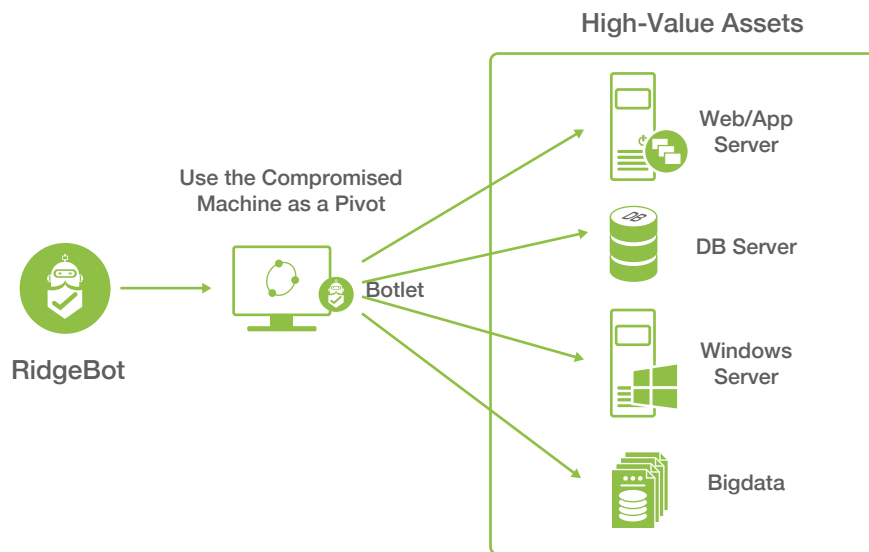 High-Value Assets
Web/App
Server
Use the Compromised
Machine as a Pivot
DB
DB Server
Botlet
RidgeBot
Windows
Server
Bigdata